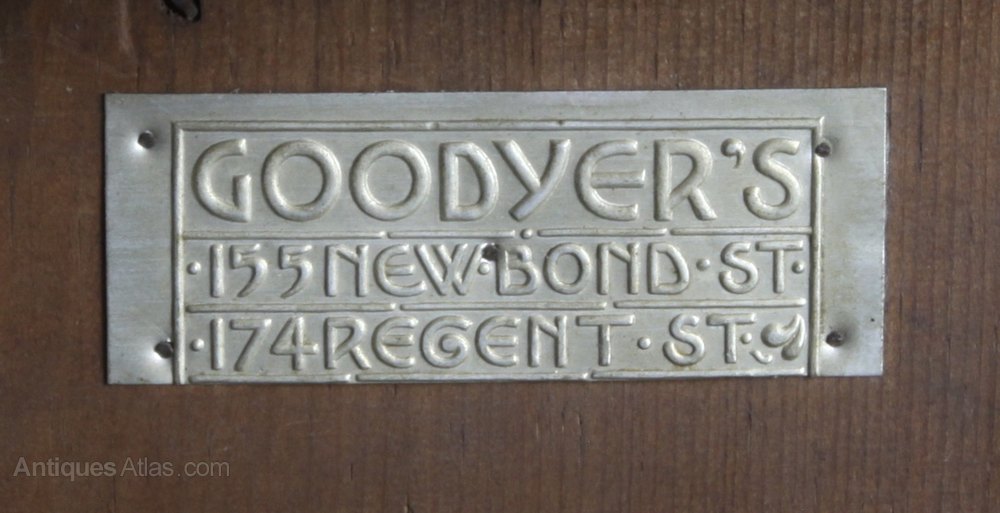 GOODYER'S
·155 NEW·BOND·ST·
·174 REGENT·ST·
AntiquesAtlas.com